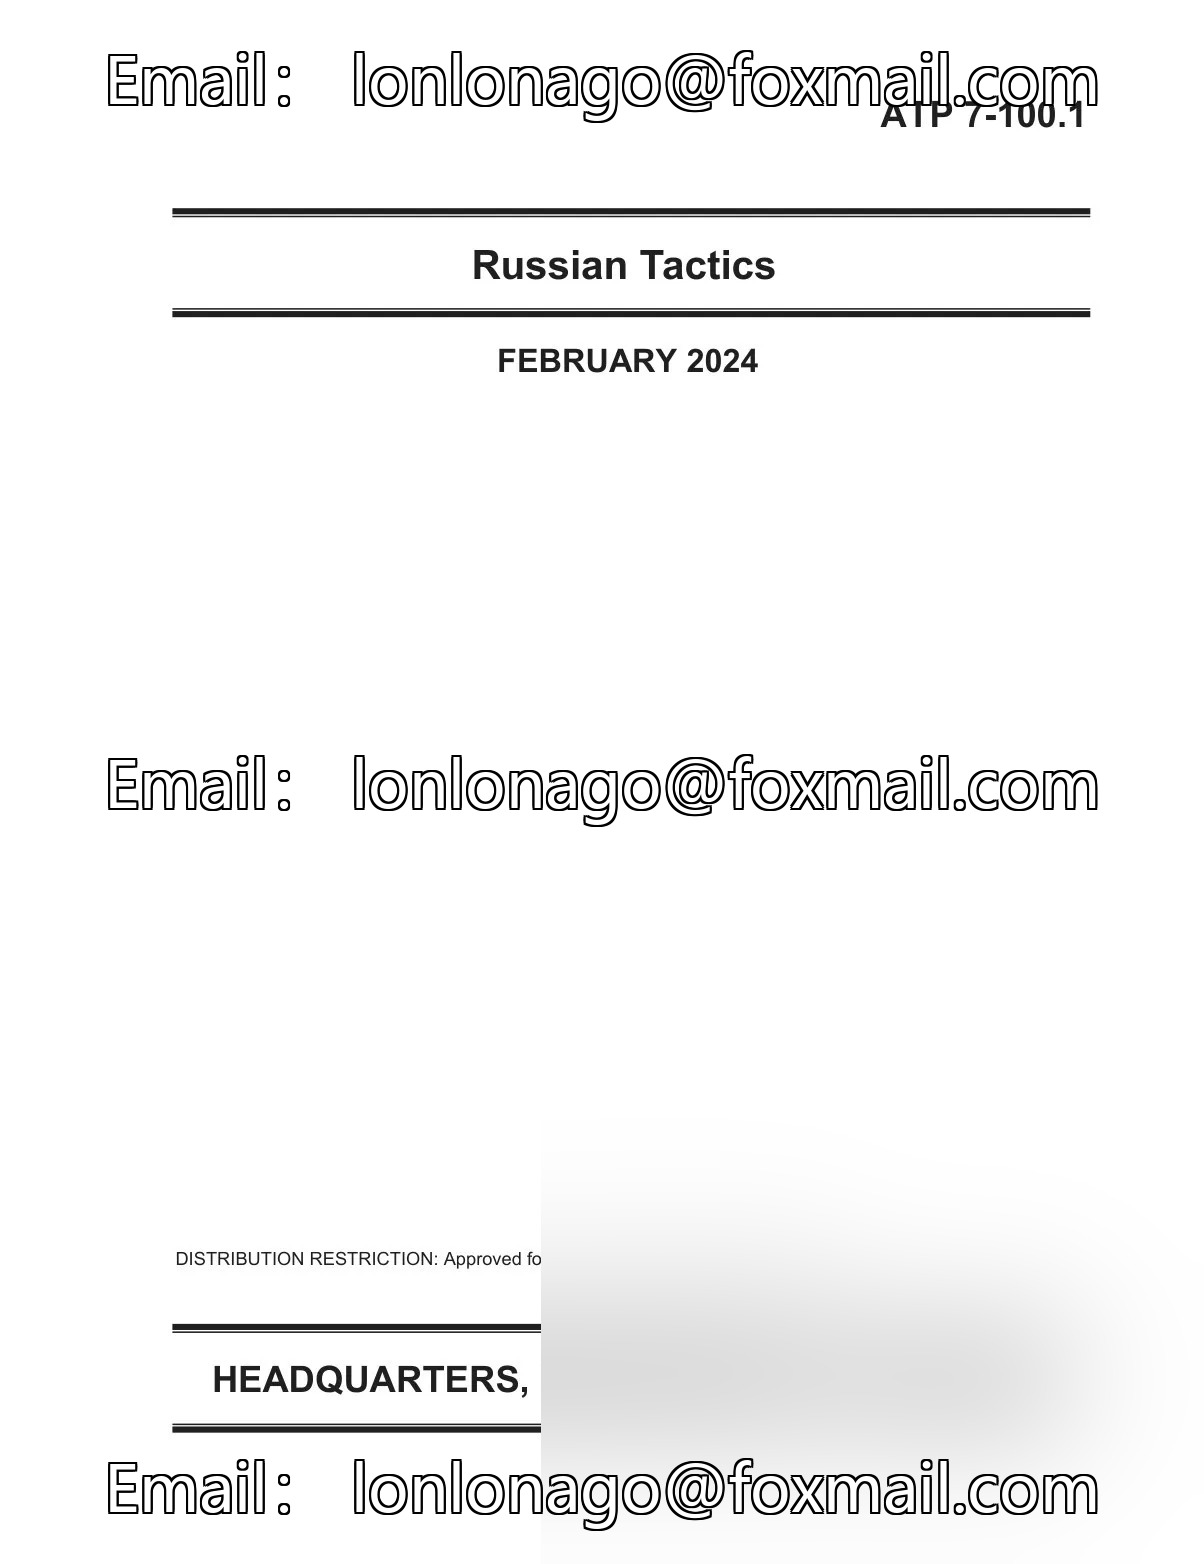 Email： lonlonago@foxmail.com
ATP 7-100.1
Russian Tactics
FEBRUARY 2024
Email： lonlonago@foxmail.com
DISTRIBUTION RESTRICTION: Approved fo
HEADQUARTERS,
Email： lonlonago@foxmail.com